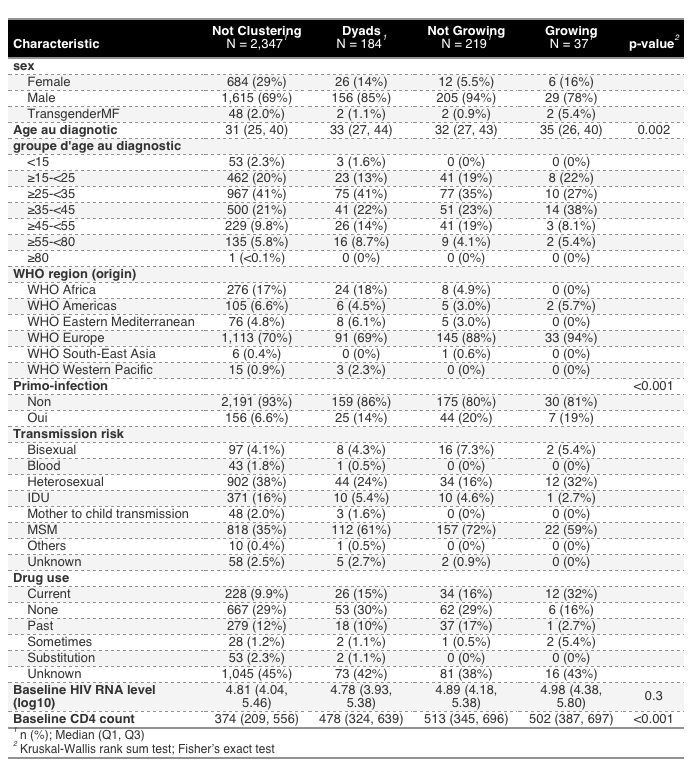 Characteristic Not Clustering N = 2,347¹ Dyads N = 184¹ Not Growing N = 219¹ Growing N = 37¹ p-value²
sex
Female 684 (29%) 26 (14%) 12 (5.5%) 6 (16%)
Male 1,615 (69%) 156 (85%) 205 (94%) 29 (78%)
TransgenderMF 48 (2.0%) 2 (1.1%) 2 (0.9%) 2 (5.4%)
Age au diagnotic 31 (25, 40) 33 (27, 44) 32 (27, 43) 35 (26, 40) 0.002
groupe d'age au diagnostic
<15 53 (2.3%) 3 (1.6%) 0 (0%) 0 (0%)
≥15-<25 462 (20%) 23 (13%) 41 (19%) 8 (22%)
≥25-<35 967 (41%) 75 (41%) 77 (35%) 10 (27%)
≥35-<45 500 (21%) 41 (22%) 51 (23%) 14 (38%)
≥45-<55 229 (9.8%) 26 (14%) 41 (19%) 3 (8.1%)
≥55-<80 135 (5.8%) 16 (8.7%) 9 (4.1%) 2 (5.4%)
≥80 1 (<0.1%) 0 (0%) 0 (0%) 0 (0%)
WHO region (origin)
WHO Africa 276 (17%) 24 (18%) 8 (4.9%) 0 (0%)
WHO Americas 105 (6.6%) 6 (4.5%) 5 (3.0%) 2 (5.7%)
WHO Eastern Mediterranean 76 (4.8%) 8 (6.1%) 5 (3.0%) 0 (0%)
WHO Europe 1,113 (70%) 91 (69%) 145 (88%) 33 (94%)
WHO South-East Asia 6 (0.4%) 0 (0%) 1 (0.6%) 0 (0%)
WHO Western Pacific 15 (0.9%) 3 (2.3%) 0 (0%) 0 (0%)
Primo-infection <0.001
Non 2,191 (93%) 159 (86%) 175 (80%) 30 (81%)
Oui 156 (6.6%) 25 (14%) 44 (20%) 7 (19%)
Transmission risk
Bisexual 97 (4.1%) 8 (4.3%) 16 (7.3%) 2 (5.4%)
Blood 43 (1.8%) 1 (0.5%) 0 (0%) 0 (0%)
Heterosexual 902 (38%) 44 (24%) 34 (16%) 12 (32%)
IDU 371 (16%) 10 (5.4%) 10 (4.6%) 1 (2.7%)
Mother to child transmission 48 (2.0%) 3 (1.6%) 0 (0%) 0 (0%)
MSM 818 (35%) 112 (61%) 157 (72%) 22 (59%)
Others 10 (0.4%) 1 (0.5%) 0 (0%) 0 (0%)
Unknown 58 (2.5%) 5 (2.7%) 2 (0.9%) 0 (0%)
Drug use
Current 228 (9.9%) 26 (15%) 34 (16%) 12 (32%)
None 667 (29%) 53 (30%) 62 (29%) 6 (16%)
Past 279 (12%) 18 (10%) 37 (17%) 1 (2.7%)
Sometimes 28 (1.2%) 2 (1.1%) 1 (0.5%) 2 (5.4%)
Substitution 53 (2.3%) 2 (1.1%) 0 (0%) 0 (0%)
Unknown 1,045 (45%) 73 (42%) 81 (38%) 16 (43%)
Baseline HIV RNA level (log10) 4.81 (4.04, 5.46) 4.78 (3.93, 5.38) 4.89 (4.18, 5.38) 4.98 (4.38, 5.80) 0.3
Baseline CD4 count 374 (209, 556) 478 (324, 639) 513 (345, 696) 502 (387, 697) <0.001
¹ n (%); Median (Q1, Q3)
² Kruskal-Wallis rank sum test; Fisher's exact test